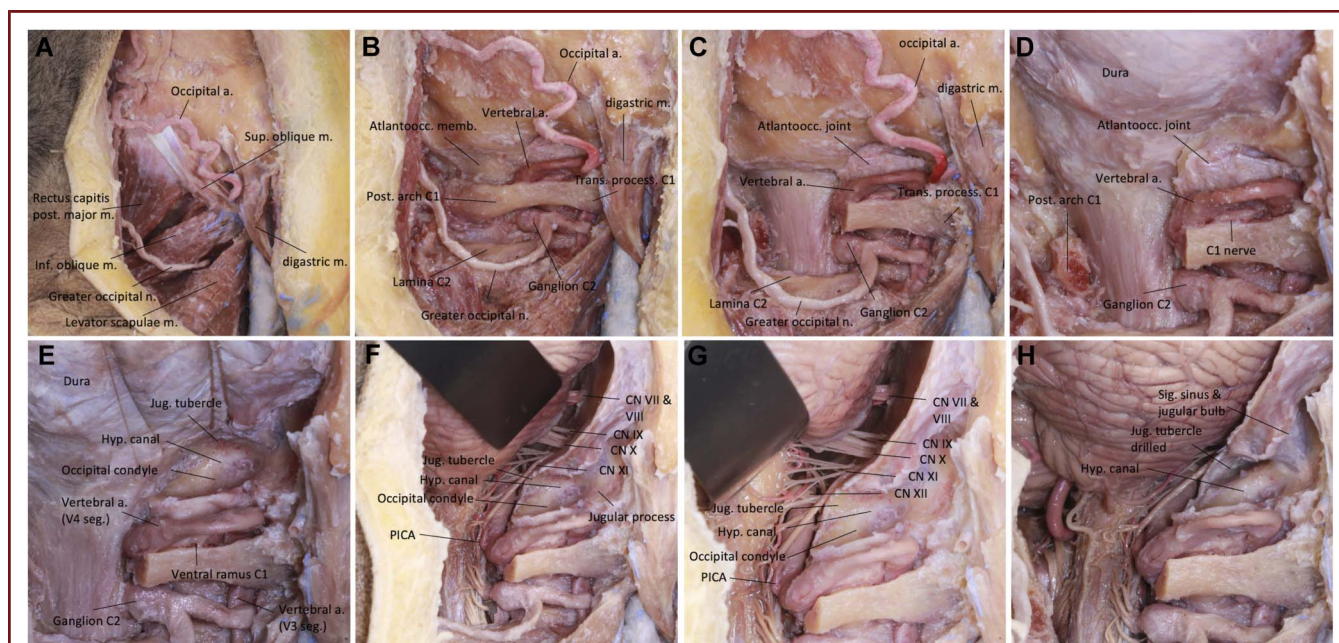 A
Occipital a.
Sup. oblique m.
Rectus capitis
post. major m.
Inf. oblique m.
digastric m.
Greater occipital n.
Levator scapulae m.
B
Occipital a.
digastric m.
Vertebral a.
Atlantoocc. memb.
Trans. process. C1
Post. arch C1
Lamina C2
Ganglion C2
Greater occipital n.
C
occipital a.
digastric m.
Atlantoocc. joint
Vertebral a.
Trans. process. C1
Lamina C2
Ganglion C2
Greater occipital n.
D
Dura
Atlantoocc. joint
Vertebral a.
Post. arch C1
C1 nerve
Ganglion C2
E
Dura
Jug. tubercle
Hyp. canal
Occipital condyle
Vertebral a.
(V4 seg.)
Ventral ramus C1
Ganglion C2
Vertebral a.
(V3 seg.)
F
CN VII &
VIII
CN IX
CN X
Jug. tubercle
CN XI
Hyp. canal
Occipital condyle
Jugular process
PICA
G
CN VII &
VIII
CN IX
CN X
CN XI
CN XII
Jug. tubercle
Hyp. canal
Occipital condyle
PICA
H
Sig. sinus &
jugular bulb
Jug. tubercle
drilled
Hyp. canal